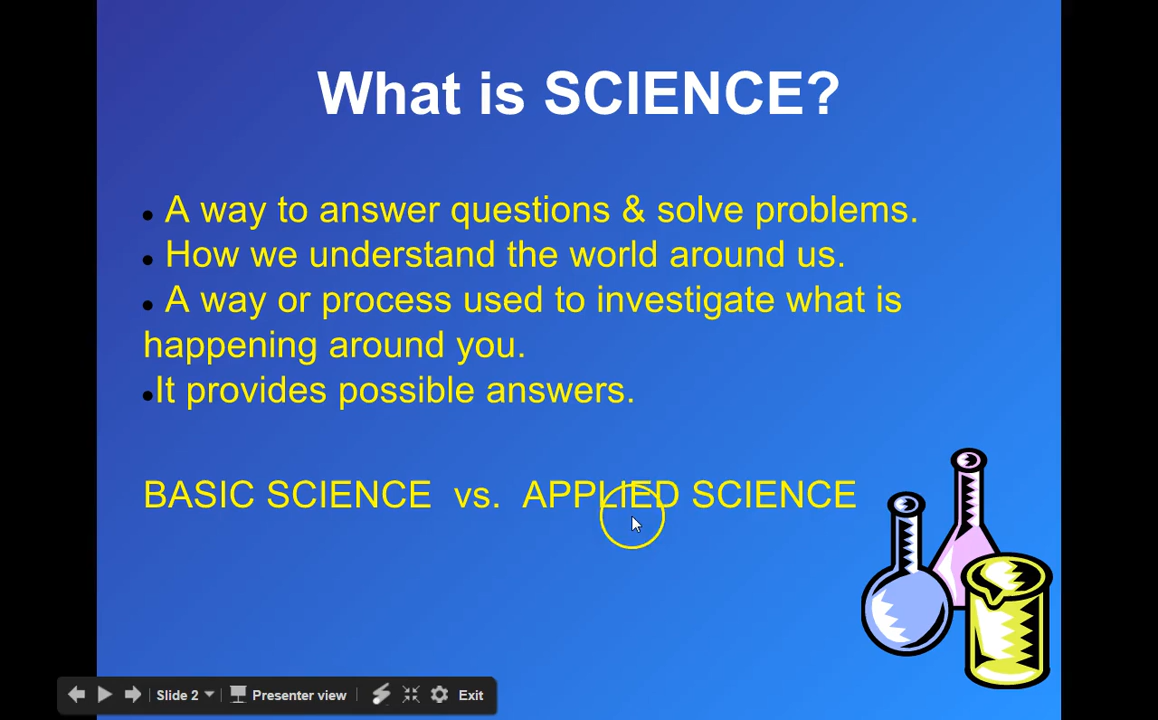 What is SCIENCE?
• A way to answer questions & solve problems.
• How we understand the world around us.
• A way or process used to investigate what is
happening around you.
•It provides possible answers.
BASIC SCIENCE vs. APPLIED SCIENCE
Slide 2 Presenter view Exit